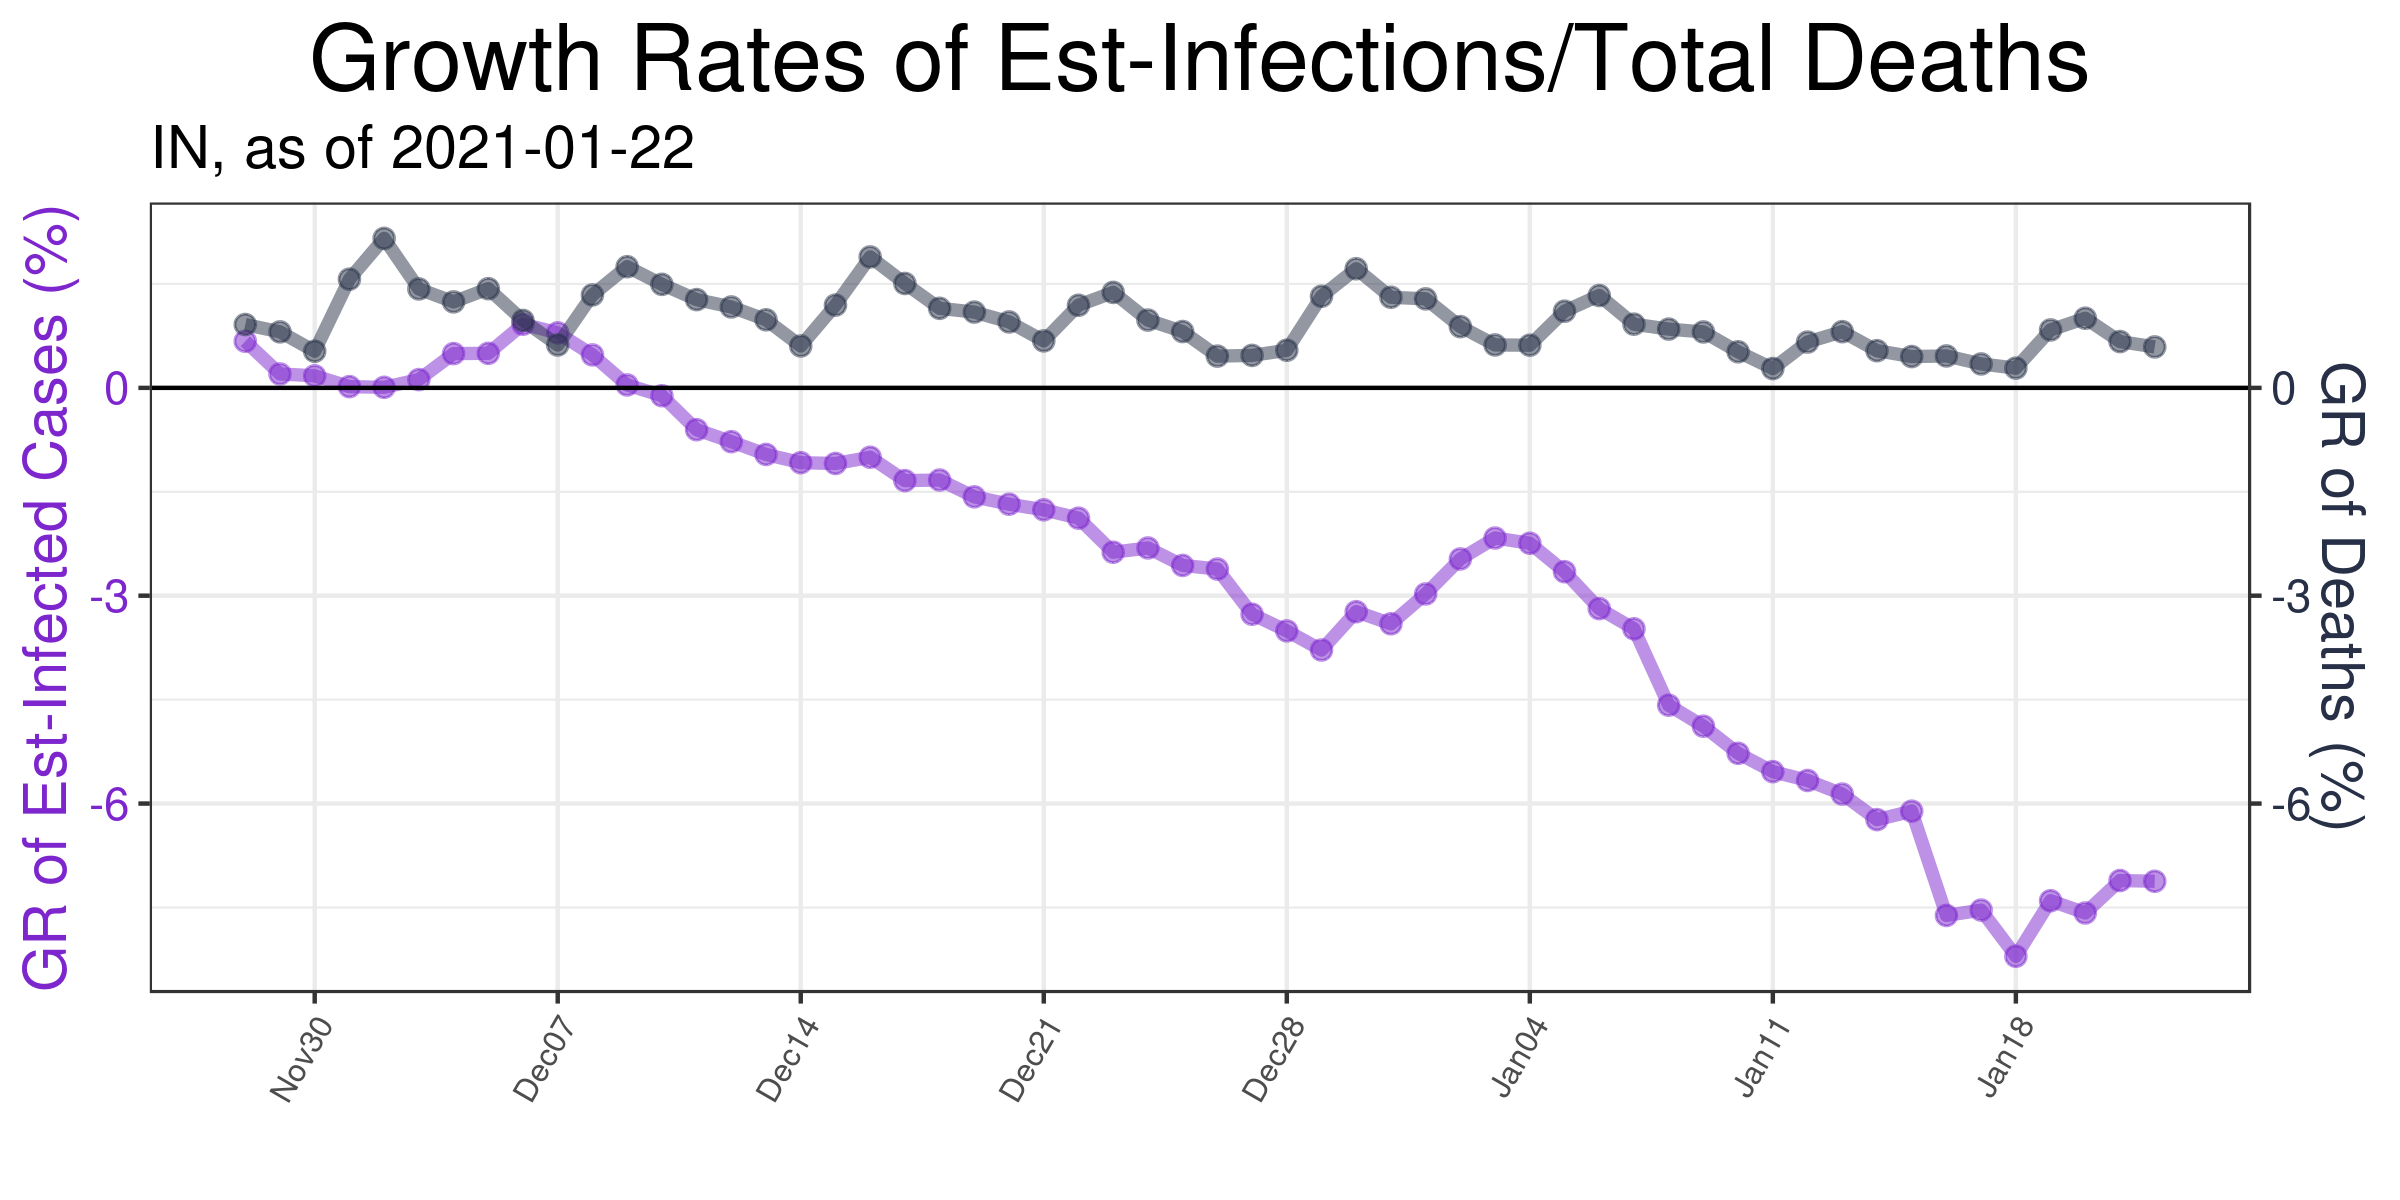 Growth Rates of Est-Infections/Total Deaths
IN, as of 2021-01-22
GR of Est-Infected Cases (%)
0
-3
-6
0
-3
-6
GR of Deaths (%)
Nov30
Dec07
Dec14
Dec21
Dec28
Jan04
Jan11
Jan18